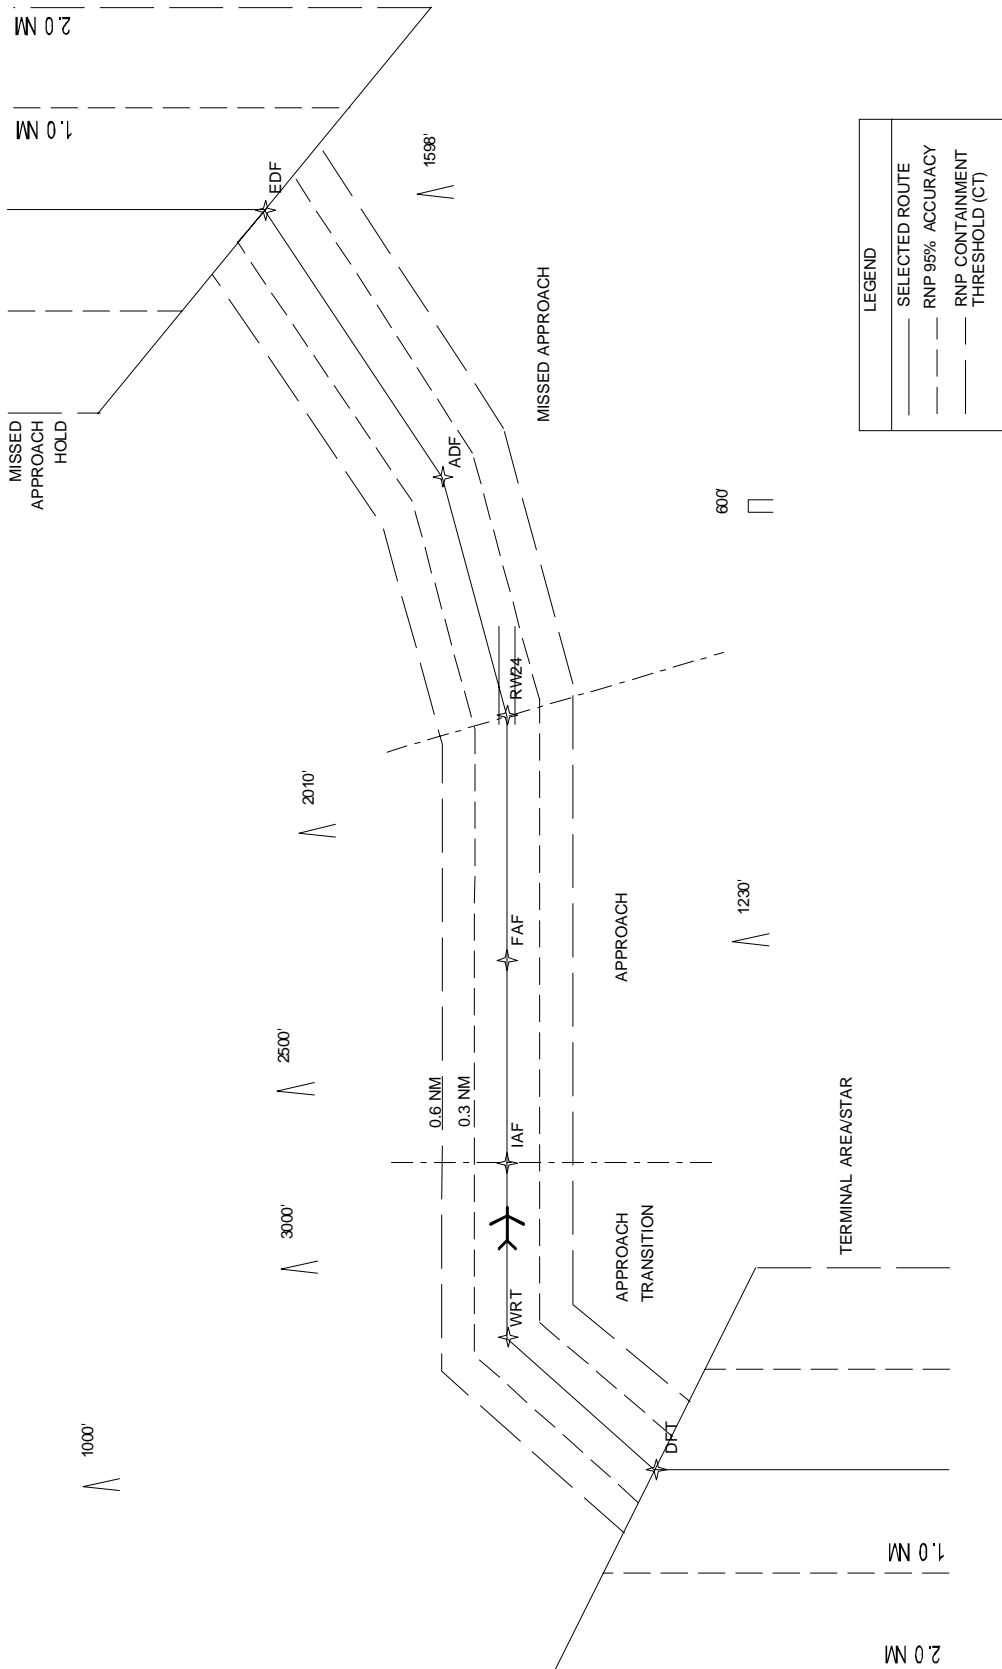 2.0 NM
1.0 NM
MISSED
APPROACH
HOLD
EDF
1598'
MISSED APPROACH
ADF
600'
RW24
2010'
FAF
APPROACH
1230'
2500'
0.6 NM
0.3 NM
IAF
3000'
APPROACH
TRANSITION
TERMINAL AREA/STAR
WRT
1000'
DFT
1.0 NM
2.0 NM
LEGEND
SELECTED ROUTE
RNP 95% ACCURACY
RNP CONTAINMENT
THRESHOLD (CT)